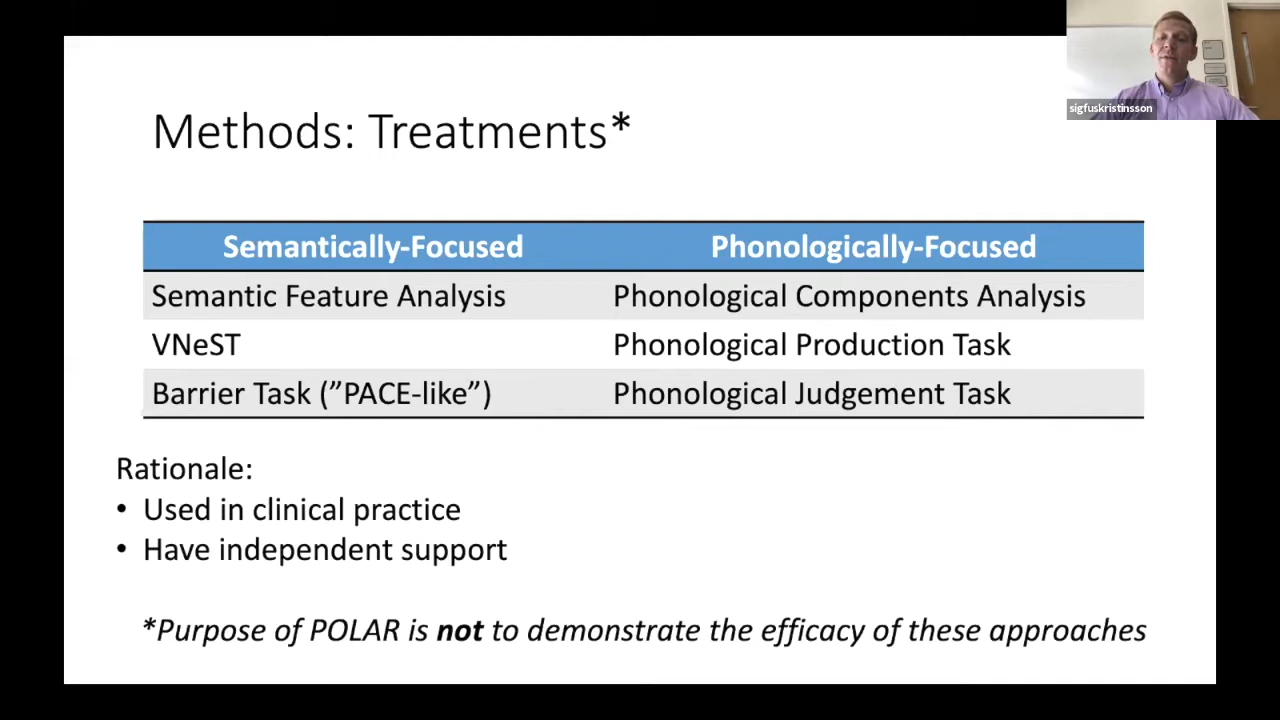 sigfuskristinsson
Methods: Treatments*
Semantically-Focused Phonologically-Focused
Semantic Feature Analysis Phonological Components Analysis
VNeST Phonological Production Task
Barrier Task (”PACE-like”) Phonological Judgement Task
Rationale:
• Used in clinical practice
• Have independent support
*Purpose of POLAR is not to demonstrate the efficacy of these approaches